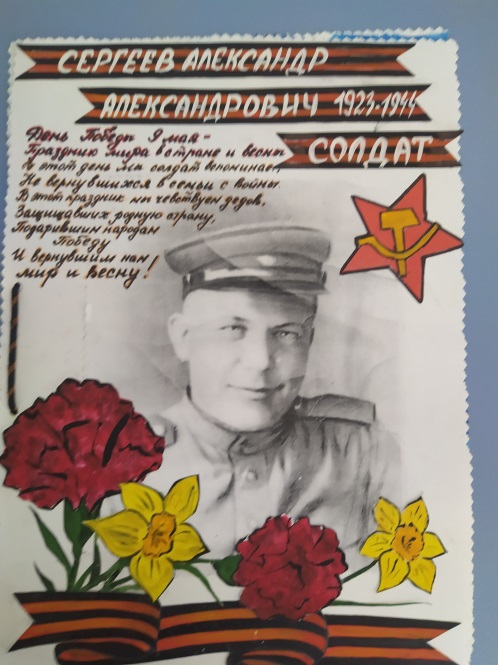 СЕРГЕЕВ АЛЕКСАНДР
АЛЕКСАНДРОВИЧ 1923-1944
СОЛДАТ
День Победы 9 мая -
Праздник Мира в стране и весны
В этот день мы солдат вспоминаем,
Не вернувшихся в семьи с войны.
В этот праздник мы чевствуем дедов,
Защищавших родную страну,
Подарившим народам
Победу
И вернувшим нам
мир и весну!